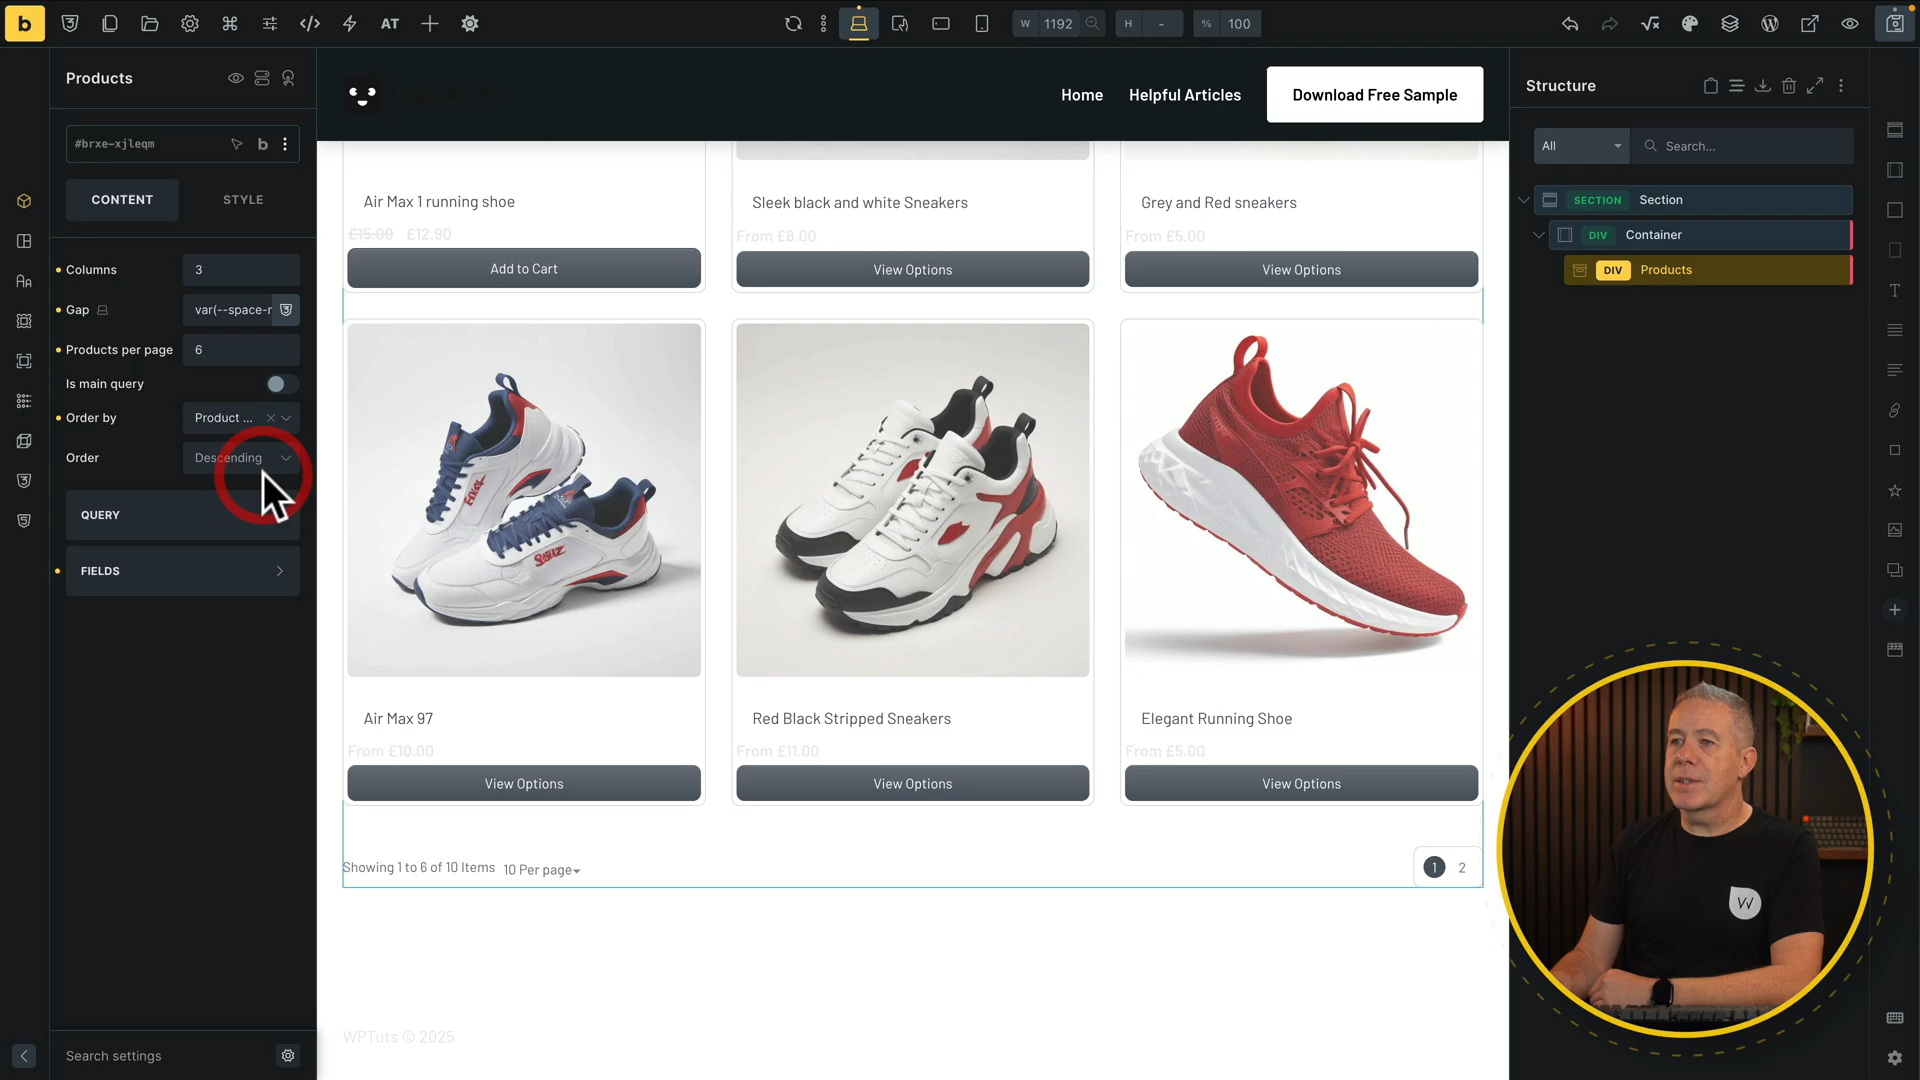 b
AT
W 1192
H -
% 100
Products
#brxe-xjleqm
CONTENT
STYLE
Columns
3
Gap
var(--space-r
Products per page
6
Is main query
Order by
Product ...
Order
Descending
QUERY
FIELDS
Search settings
Home
Helpful Articles
Download Free Sample
Air Max 1 running shoe
£15.00 £12.90
Add to Cart
Sleek black and white Sneakers
From £8.00
View Options
Grey and Red sneakers
From £5.00
View Options
Air Max 97
From £10.00
View Options
Red Black Stripped Sneakers
From £11.00
View Options
Elegant Running Shoe
From £5.00
View Options
Showing 1 to 6 of 10 Items
10 Per page
1
2
WPTuts © 2025
Structure
All
Search...
SECTION Section
DIV Container
DIV Products
W